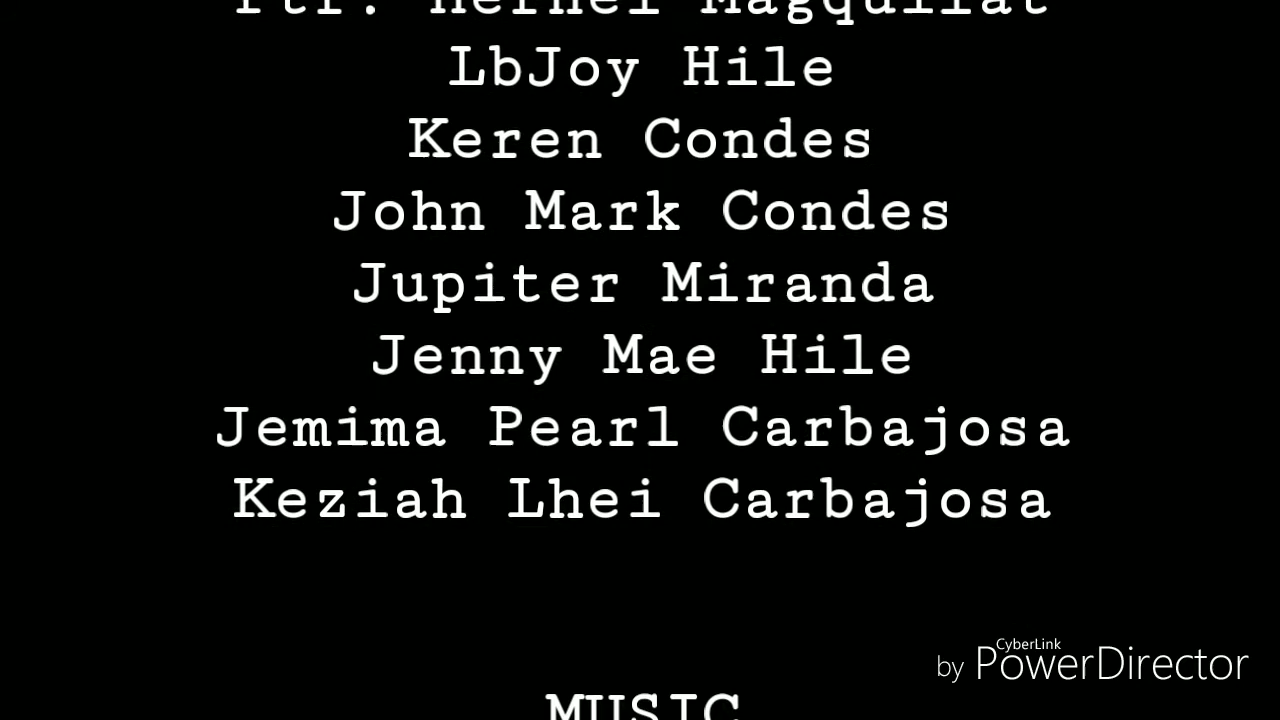 LbJoy Hile
Keren Condes
John Mark Condes
Jupiter Miranda
Jenny Mae Hile
Jemima Pearl Carbajosa
Keziah Lhei Carbajosa
CyberLink
by PowerDirector
MUSIC